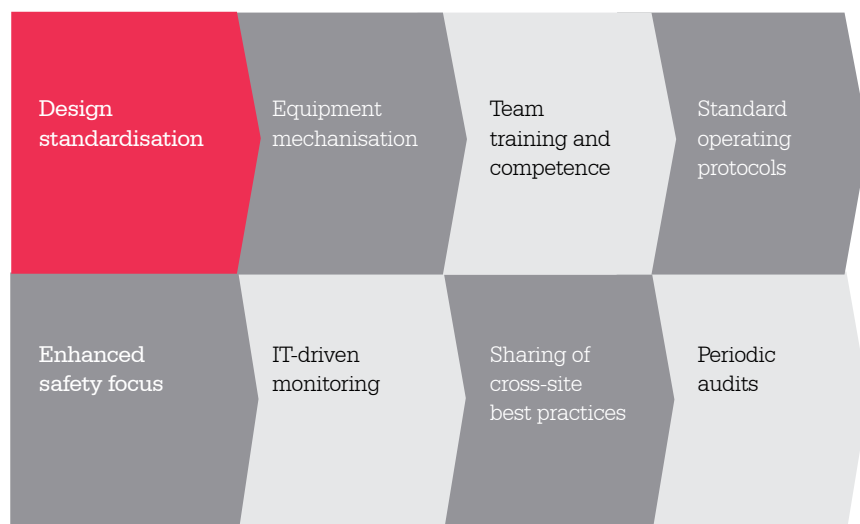 Design
standardisation
Equipment
mechanisation
Team
training and
competence
Standard
operating
protocols
Enhanced
safety focus
IT-driven
monitoring
Sharing of
cross-site
best practices
Periodic
audits